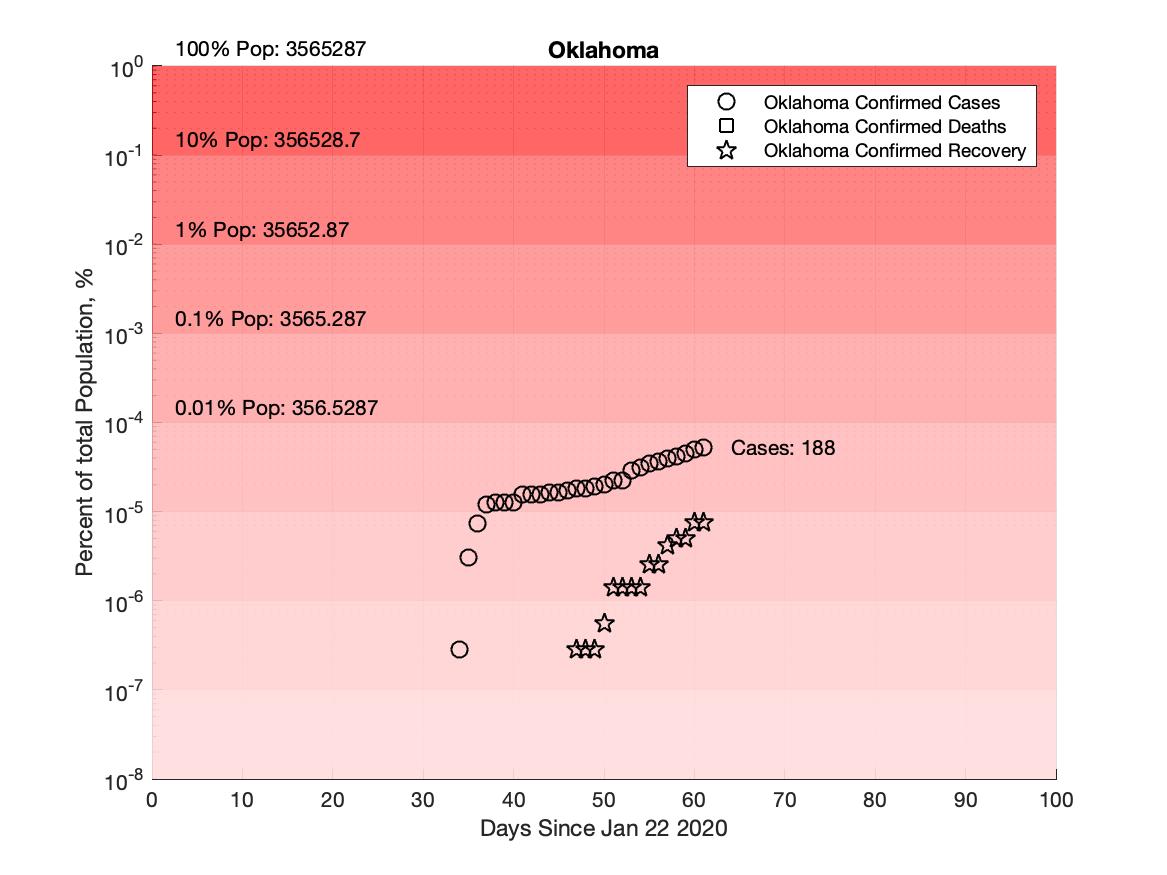 Oklahoma
100% Pop: 3565287
10% Pop: 356528.7
1% Pop: 35652.87
0.1% Pop: 3565.287
0.01% Pop: 356.5287
Oklahoma Confirmed Cases
Oklahoma Confirmed Deaths
Oklahoma Confirmed Recovery
Cases: 188
Percent of total Population, %
10^0
10^-1
10^-2
10^-3
10^-4
10^-5
10^-6
10^-7
10^-8
0 10 20 30 40 50 60 70 80 90 100
Days Since Jan 22 2020